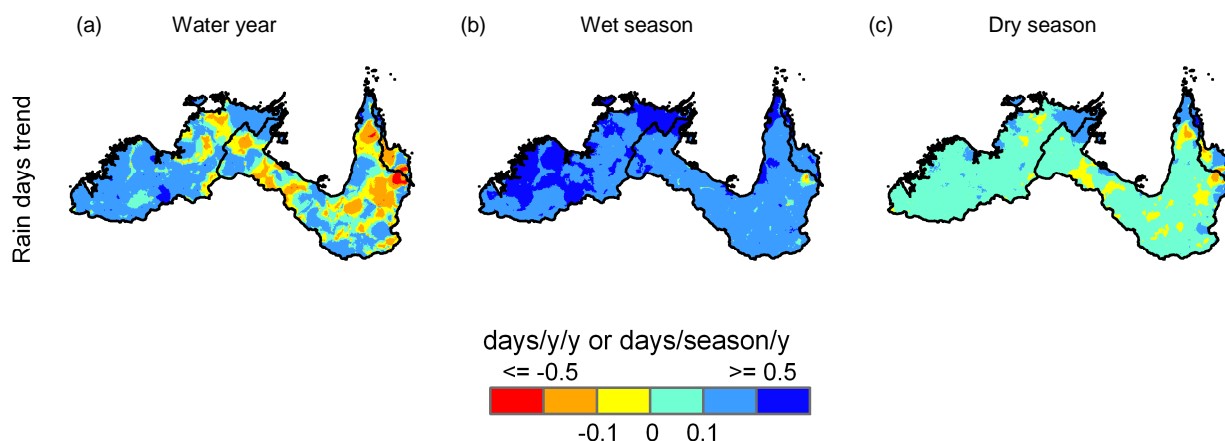 (a) Water year
(b) Wet season
(c) Dry season
Rain days trend
days/y/y or days/season/y
<= -0.5 >= 0.5
-0.1 0 0.1